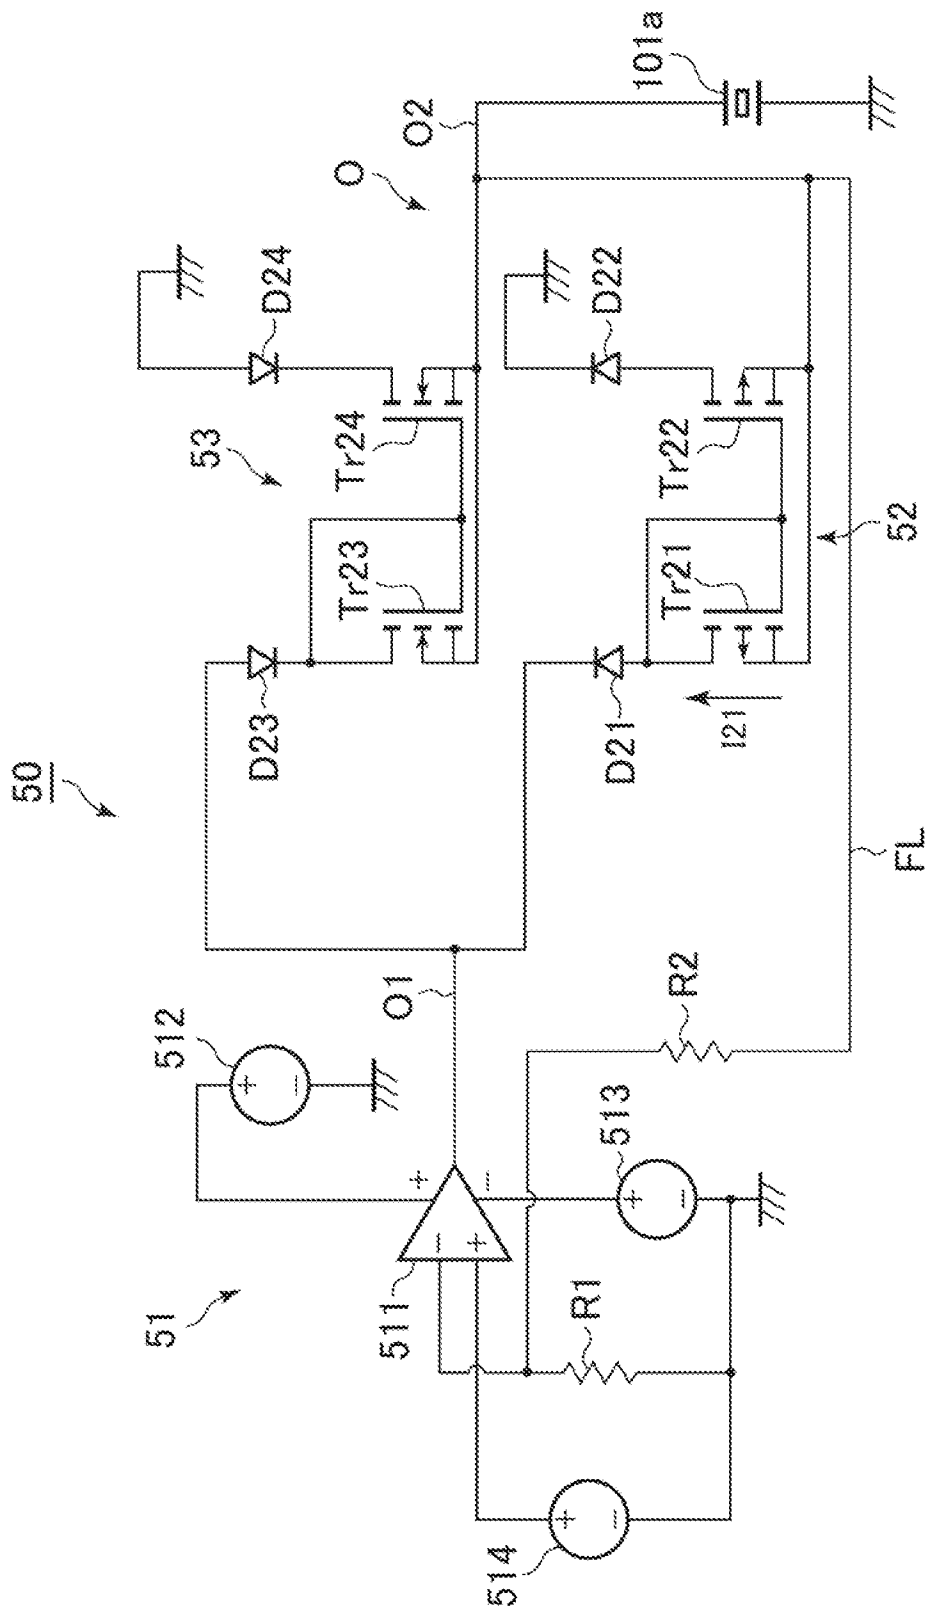 50
51
512
53
D23
D24
O
O2
O1
Tr23
Tr24
101a
511
+
−
−
+
+
−
514
+
−
R1
513
+
−
R2
D21
D22
I21
Tr21
Tr22
52
FL